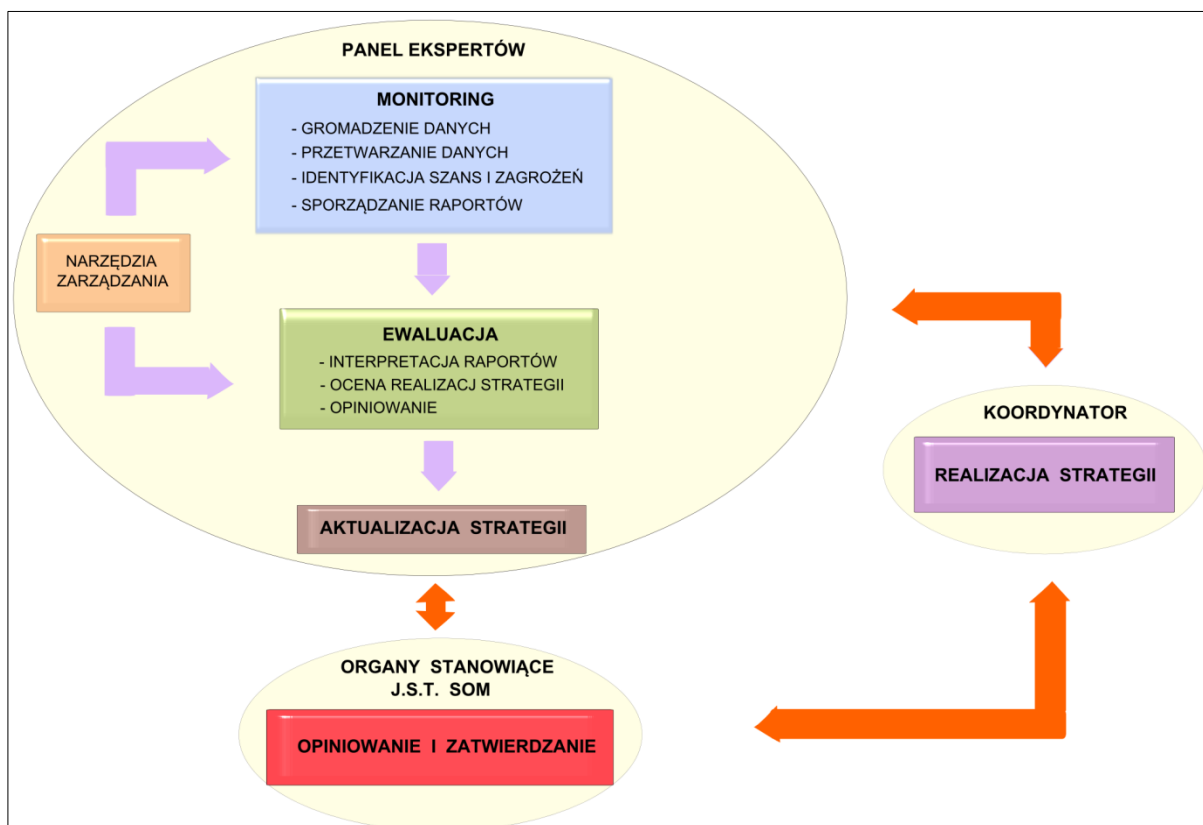 PANEL EKSPERTÓW
MONITORING
- GROMADZENIE DANYCH
- PRZETWARZANIE DANYCH
- IDENTYFIKACJA SZANS I ZAGROŻEŃ
- SPORZĄDZANIE RAPORTÓW
NARZĘDZIA
ZARZĄDZANIA
EWALUACJA
- INTERPRETACJA RAPORTÓW
- OCENA REALIZACJ STRATEGII
- OPINIOWANIE
AKTUALIZACJA STRATEGII
KOORDYNATOR
REALIZACJA STRATEGII
ORGANY STANOWIĄCE
J.S.T. SOM
OPINIOWANIE I ZATWIERDZANIE